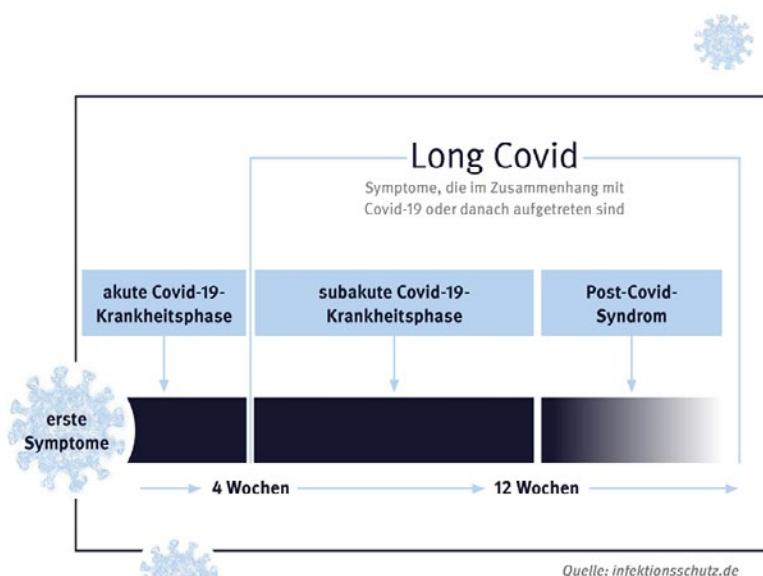 Long Covid
Symptome, die im Zusammenhang mit
Covid-19 oder danach aufgetreten sind
akute Covid-19-
Krankheitsphase
subakute Covid-19-
Krankheitsphase
Post-Covid-
Syndrom
erste
Symptome
4 Wochen
12 Wochen
Quelle: infektionsschutz.de